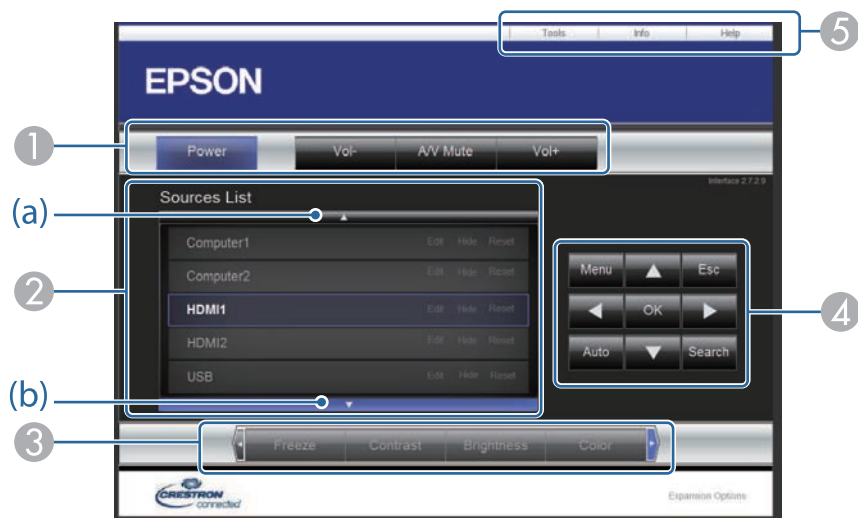 Tools Info Help
5
EPSON
1
Power Vol- A/V Mute Vol+
Interface 2.7.2.9
Sources List
(a)
Computer1 Edit Hide Reset
Computer2 Edit Hide Reset
HDMI1 Edit Hide Reset
HDMI2 Edit Hide Reset
USB Edit Hide Reset
2
(b)
Menu Esc
OK
Auto Search
4
3
Freeze Contrast Brightness Color
CRESTRON
connected
Expansion Options